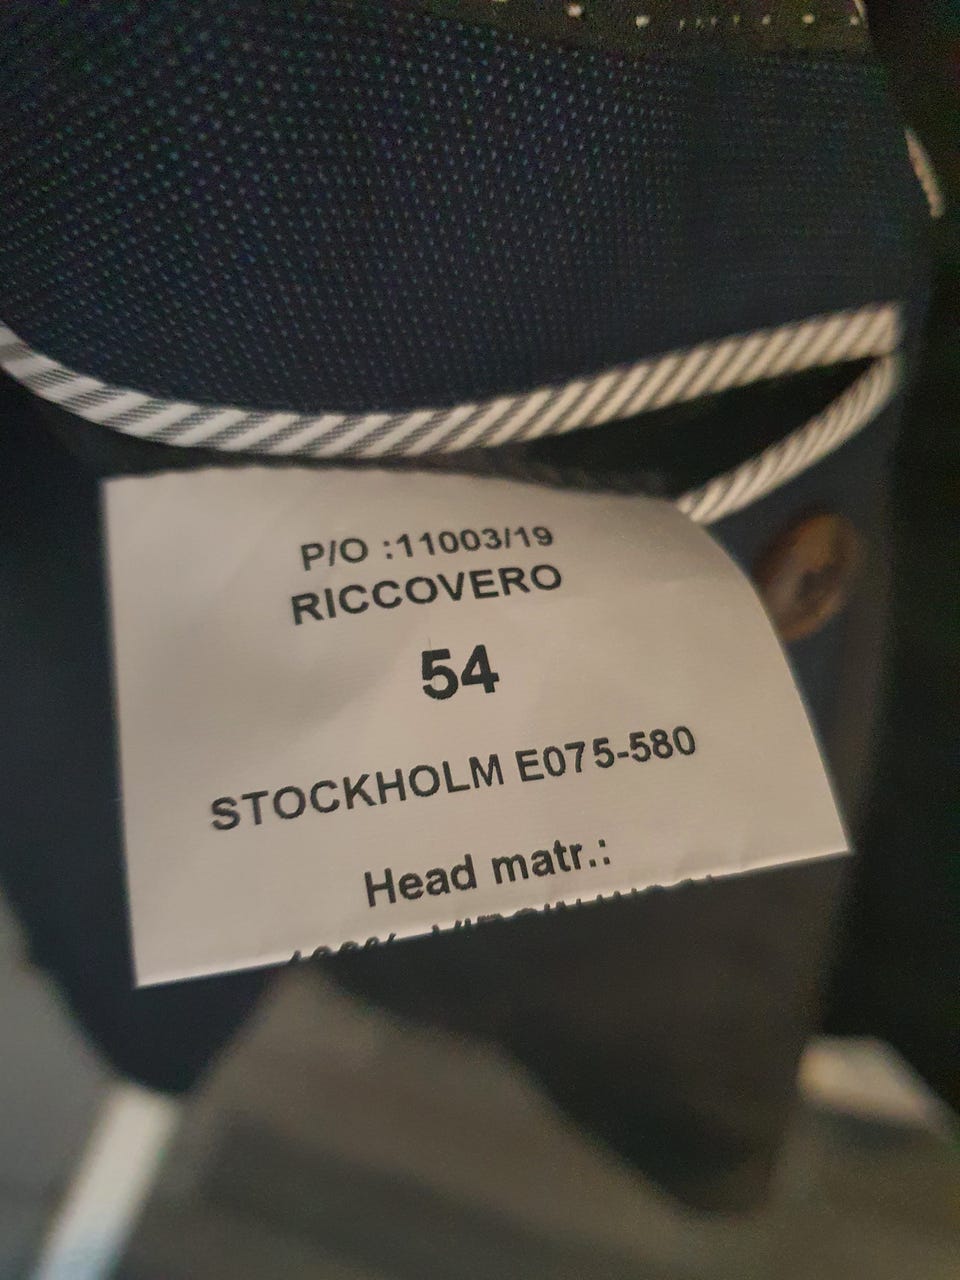 P/O :11003/19
RICCOVERO
54
STOCKHOLM E075-580
Head matr.: